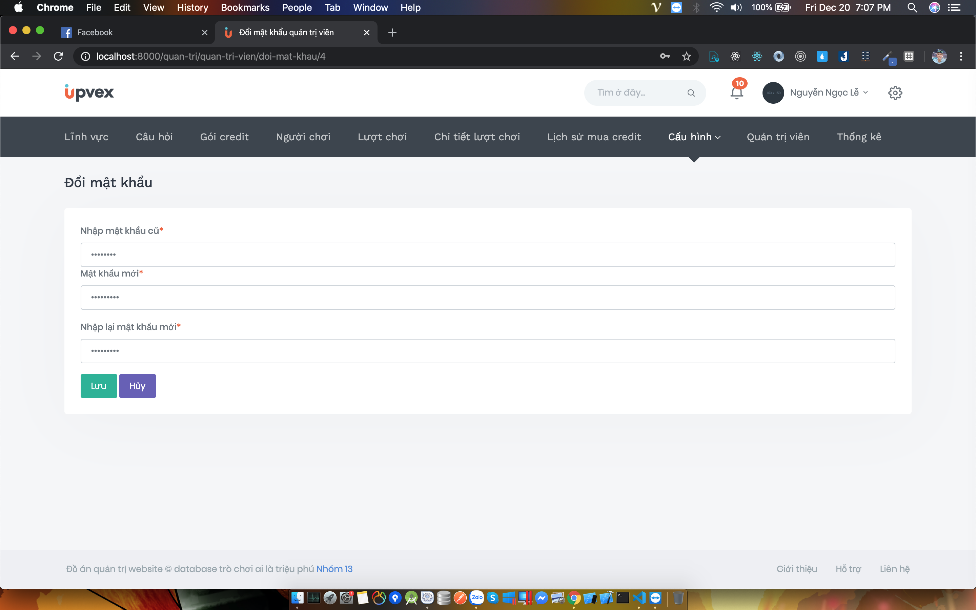 Chrome File Edit View History Bookmarks People Tab Window Help 100% Fri Dec 20 7:07 PM
Facebook Đổi mật khẩu quản trị viên
localhost:8000/quan-tri/quan-tri-vien/doi-mat-khau/4
upvex Tìm ở đây... 10 Nguyễn Ngọc Lễ
Lĩnh vực Câu hỏi Gói credit Người chơi Lượt chơi Chi tiết lượt chơi Lịch sử mua credit Cấu hình Quản trị viên Thống kê
Đổi mật khẩu
Nhập mật khẩu cũ*
••••••••
Mật khẩu mới*
•••••••••
Nhập lại mật khẩu mới*
•••••••••
Lưu Hủy
Đồ án quản trị website © database trò chơi ai là triệu phú Nhóm 13 Giới thiệu Hỗ trợ Liên hệ
Zalo